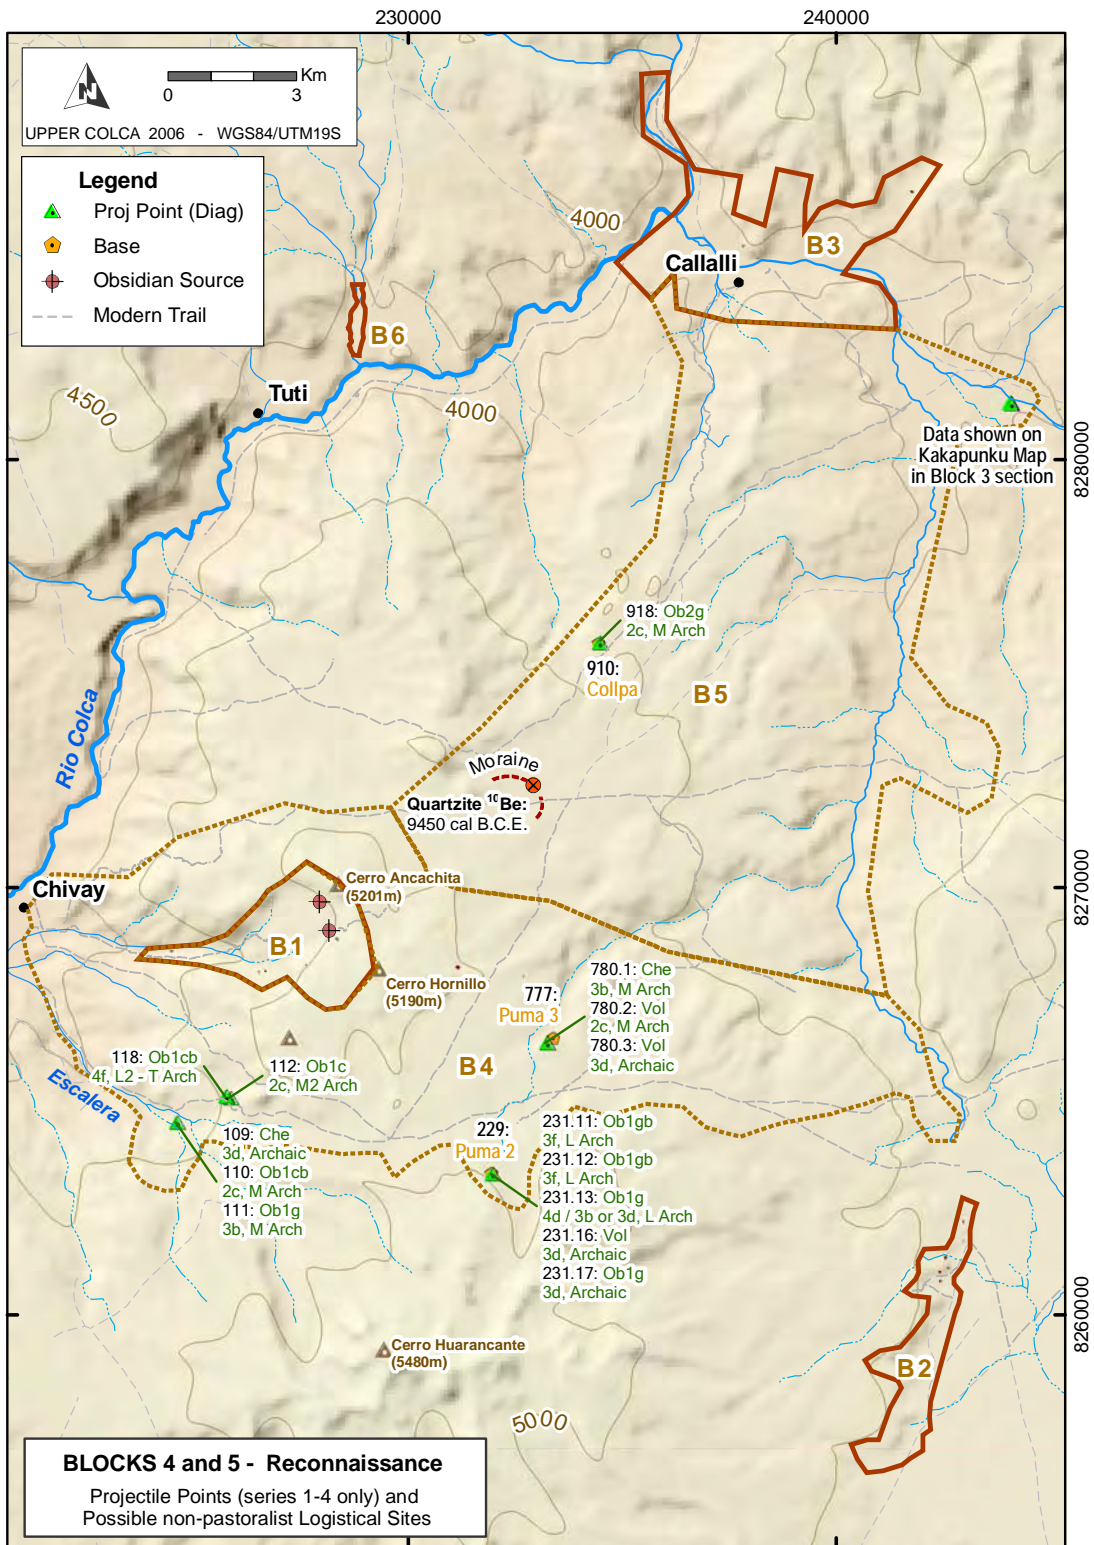 230000
240000
N
Km
0
3
UPPER COLCA 2006 - WGS84/UTM19S
Legend
Proj Point (Diag)
Base
Obsidian Source
Modern Trail
4000
B3
Callalli
B6
4500
Tuti
4000
Data shown on
Kakapunku Map
in Block 3 section
8280000
918: Ob2g
2c, M Arch
910:
Collpa
B5
Rio Colca
Moraine
Quartzite 10Be:
9450 cal B.C.E.
Chivay
Cerro Ancachita
(5201m)
8270000
B1
Cerro Hornillo
(5190m)
777:
Puma 3
780.1: Che
3b, M Arch
780.2: Vol
2c, M Arch
780.3: Vol
3d, Archaic
B4
118: Ob1cb
4f, L2 - T Arch
112: Ob1c
2c, M2 Arch
Escalera
109: Che
3d, Archaic
110: Ob1cb
2c, M Arch
111: Ob1g
3b, M Arch
229:
Puma 2
231.11: Ob1gb
3f, L Arch
231.12: Ob1gb
3f, L Arch
231.13: Ob1g
4d / 3b or 3d, L Arch
231.16: Vol
3d, Archaic
231.17: Ob1g
3d, Archaic
8260000
Cerro Huarancante
(5480m)
B2
5000
BLOCKS 4 and 5 - Reconnaissance
Projectile Points (series 1-4 only) and
Possible non-pastoralist Logistical Sites